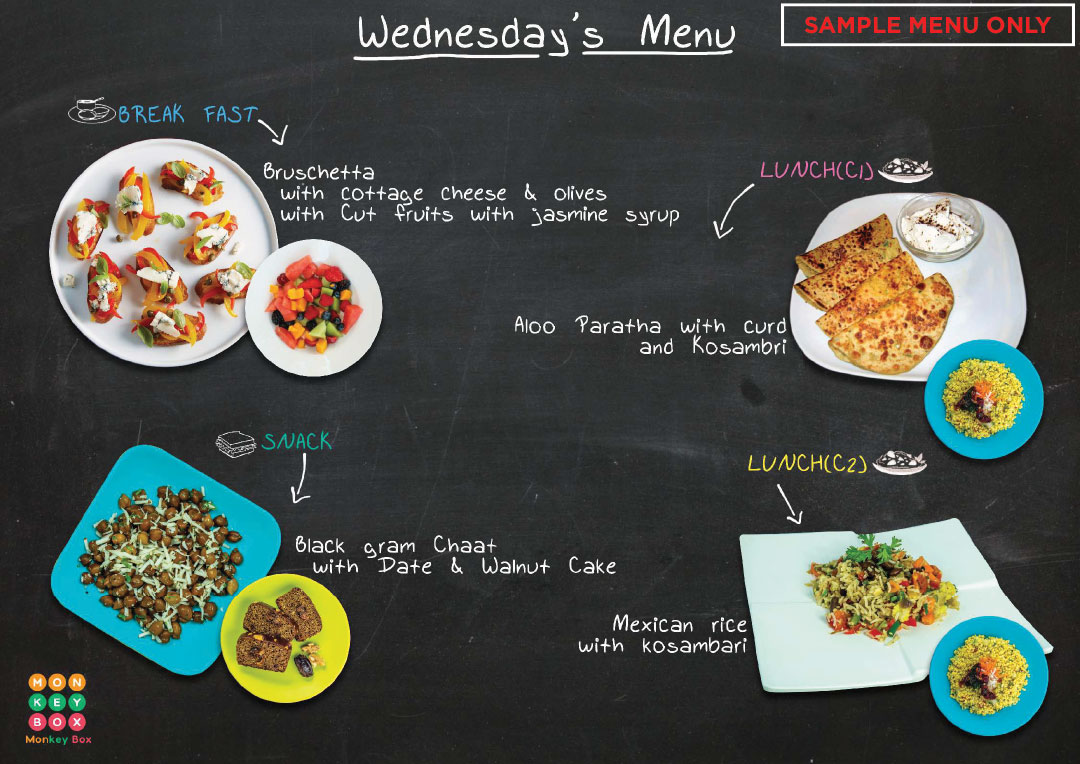 Wednesday's Menu
SAMPLE MENU ONLY
BREAK FAST
Bruschetta
with cottage cheese & olives
with Cut fruits with jasmine syrup
LUNCH(C1)
Aloo Paratha with curd
and Kosambri
SNACK
Black gram Chaat
with Date & Walnut Cake
LUNCH(C2)
Mexican rice
with kosambari
MON
KEY
BOX
Monkey Box